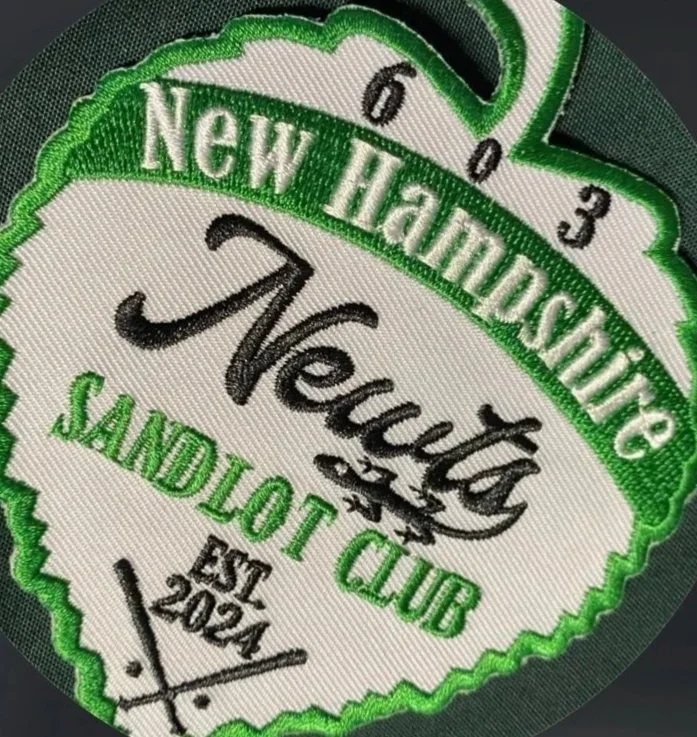 603
New Hampshire
Newts
SANDLOT CLUB
EST.
2024